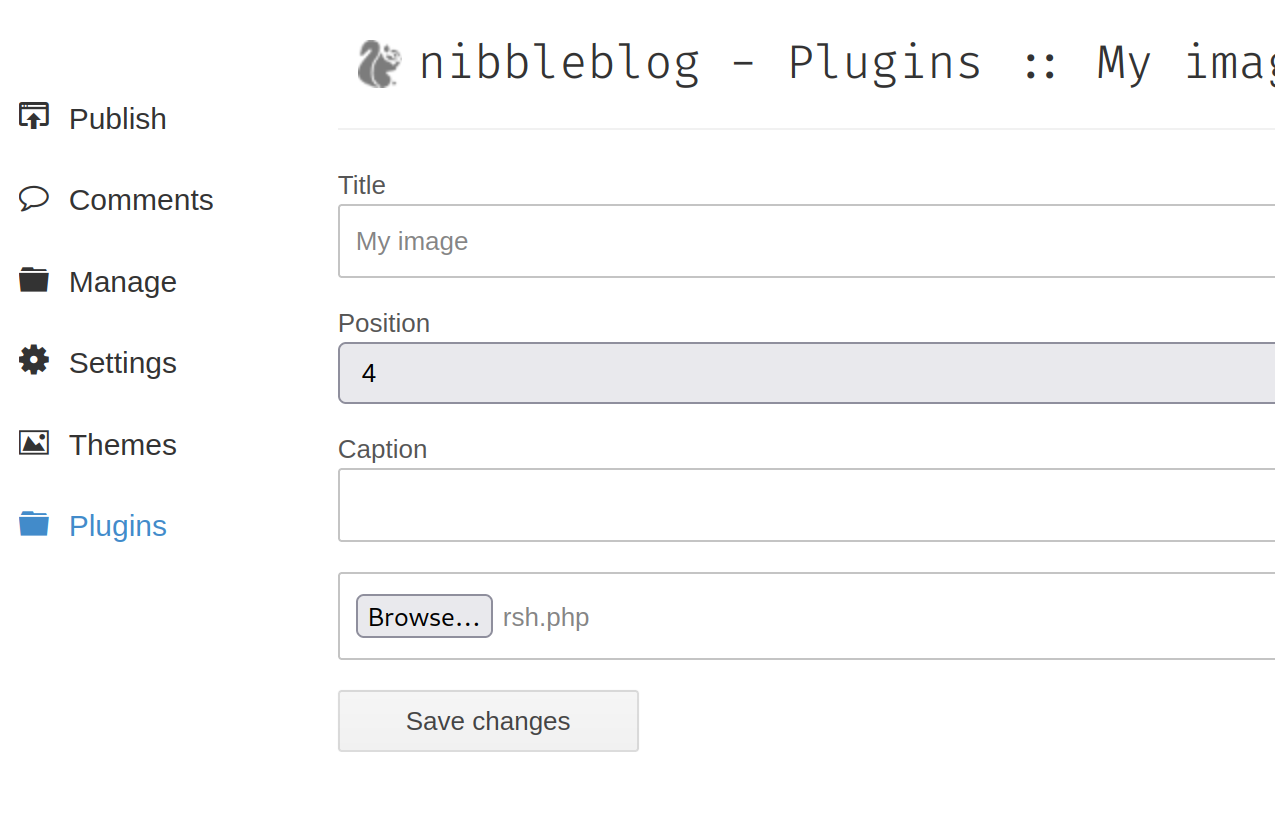 nibbleblog - Plugins :: My imag
Publish
Comments
Manage
Settings
Themes
Plugins
Title
My image
Position
4
Caption
Browse...
rsh.php
Save changes